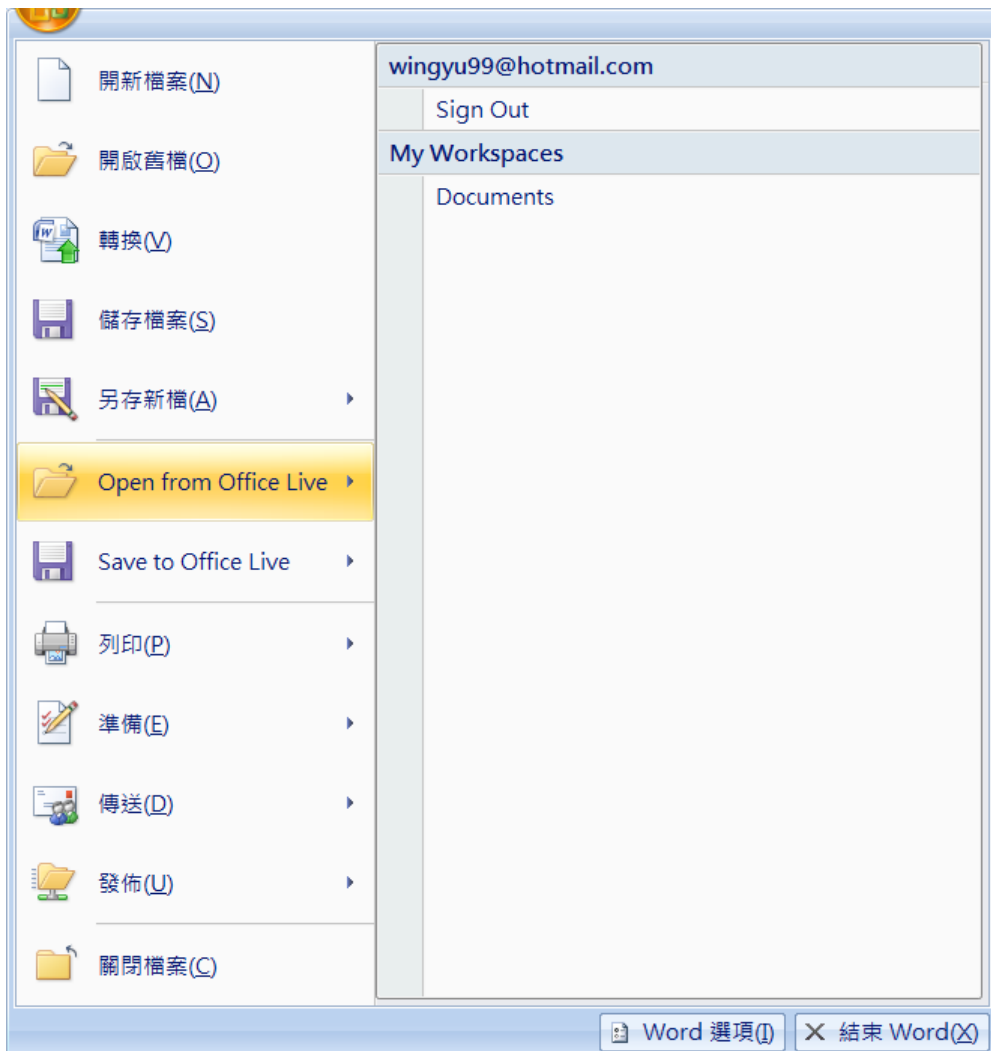 開新檔案(N)
開啟舊檔(O)
轉換(V)
儲存檔案(S)
另存新檔(A)
Open from Office Live
Save to Office Live
列印(P)
準備(E)
傳送(D)
發佈(U)
關閉檔案(C)
wingyu99@hotmail.com
Sign Out
My Workspaces
Documents
Word 選項(I)
結束 Word(X)